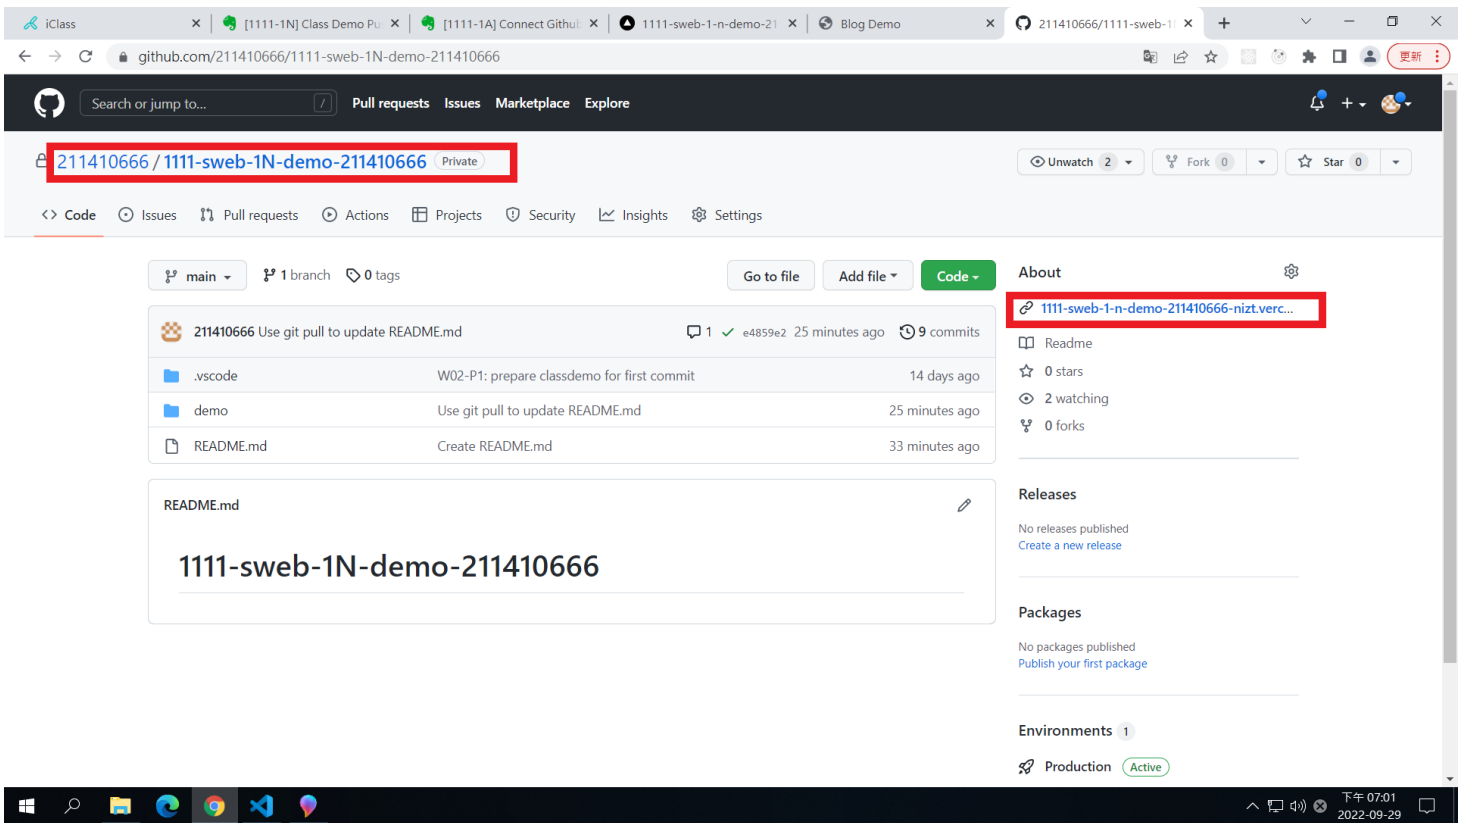 iClass
[1111-1N] Class Demo Pu
[1111-1A] Connect Github
1111-sweb-1-n-demo-21
Blog Demo
211410666/1111-sweb-1
github.com/211410666/1111-sweb-1N-demo-211410666
更新
Search or jump to...
/
Pull requests Issues Marketplace Explore
211410666 / 1111-sweb-1N-demo-211410666 Private
Unwatch 2
Fork 0
Star 0
Code
Issues
Pull requests
Actions
Projects
Security
Insights
Settings
main
1 branch
0 tags
Go to file
Add file
Code
211410666 Use git pull to update README.md
1
e4859e2 25 minutes ago
9 commits
.vscode W02-P1: prepare classdemo for first commit 14 days ago
demo Use git pull to update README.md 25 minutes ago
README.md Create README.md 33 minutes ago
README.md
1111-sweb-1N-demo-211410666
About
1111-sweb-1-n-demo-211410666-nizt.verc...
Readme
0 stars
2 watching
0 forks
Releases
No releases published
Create a new release
Packages
No packages published
Publish your first package
Environments 1
Production Active
下午 07:01
2022-09-29